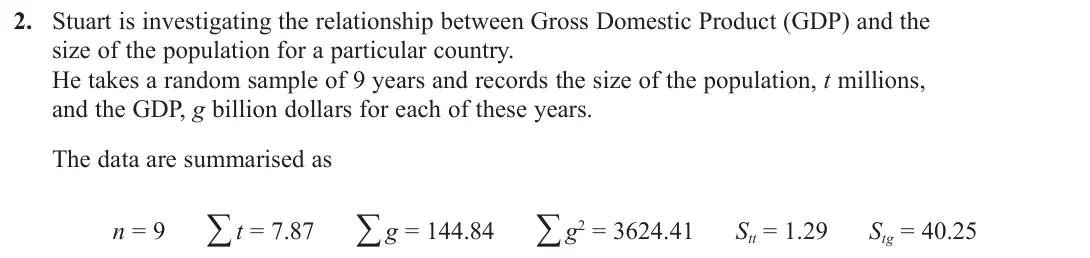 2. Stuart is investigating the relationship between Gross Domestic Product (GDP) and the
size of the population for a particular country.
He takes a random sample of 9 years and records the size of the population, t millions,
and the GDP, g billion dollars for each of these years.
The data are summarised as
n = 9 ∑t = 7.87 ∑g = 144.84 ∑g² = 3624.41 Sₜₜ = 1.29 S_tg = 40.25